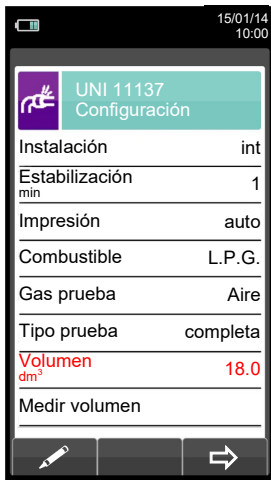 15/01/14
10:00
UNI 11137
Configuración
Instalación int
Estabilización 1
min
Impresión auto
Combustible L.P.G.
Gas prueba Aire
Tipo prueba completa
Volumen 18.0
dm³
Medir volumen